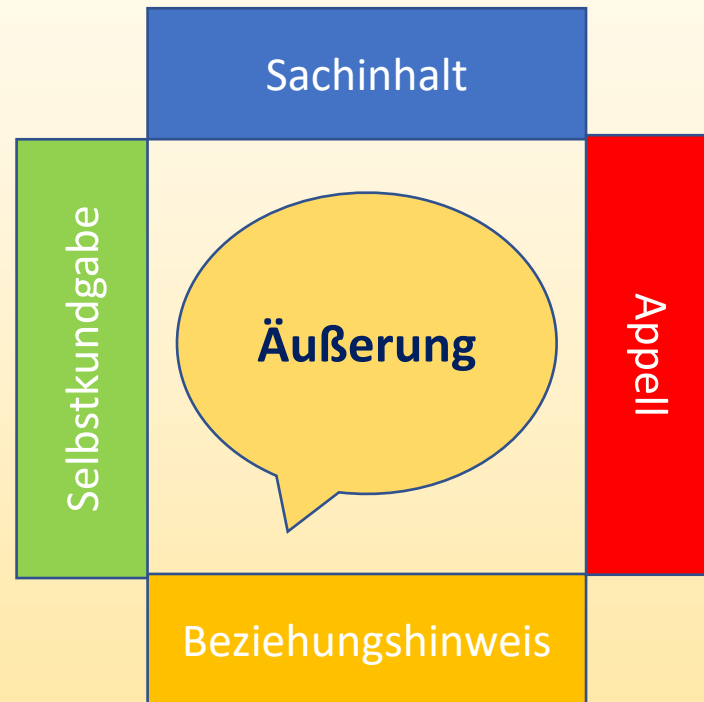 Sachinhalt
Selbstkundgabe
Äußerung
Appell
Beziehungshinweis